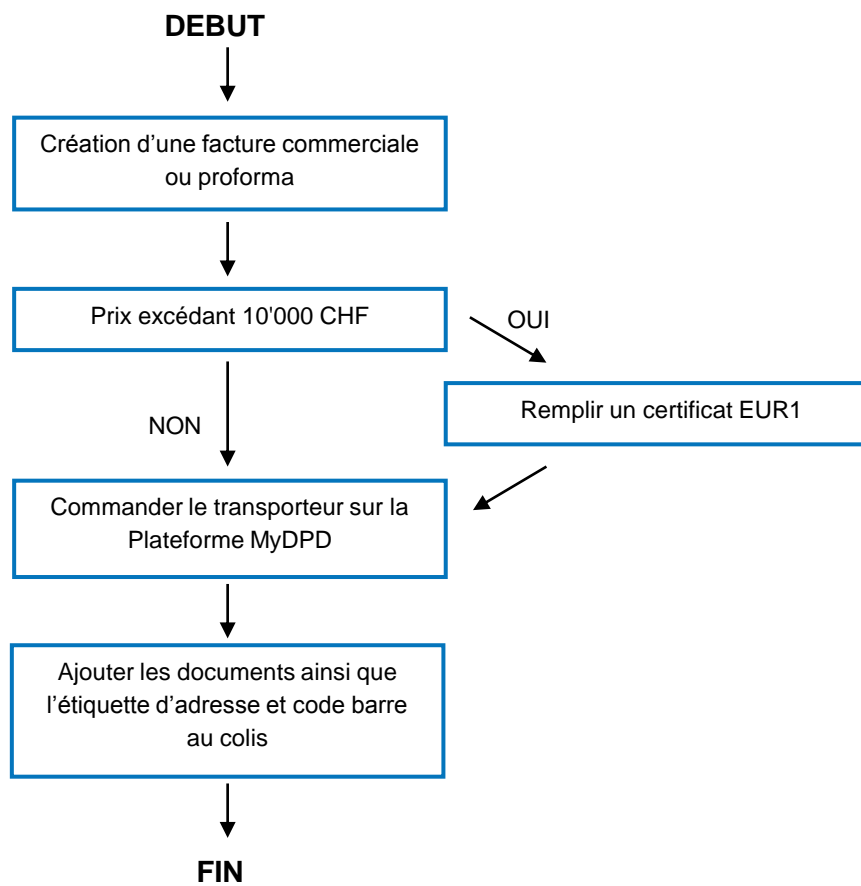 DEBUT
Création d’une facture commerciale
ou proforma
Prix excédant 10'000 CHF
OUI
Remplir un certificat EUR1
NON
Commander le transporteur sur la
Plateforme MyDPD
Ajouter les documents ainsi que
l’étiquette d’adresse et code barre
au colis
FIN